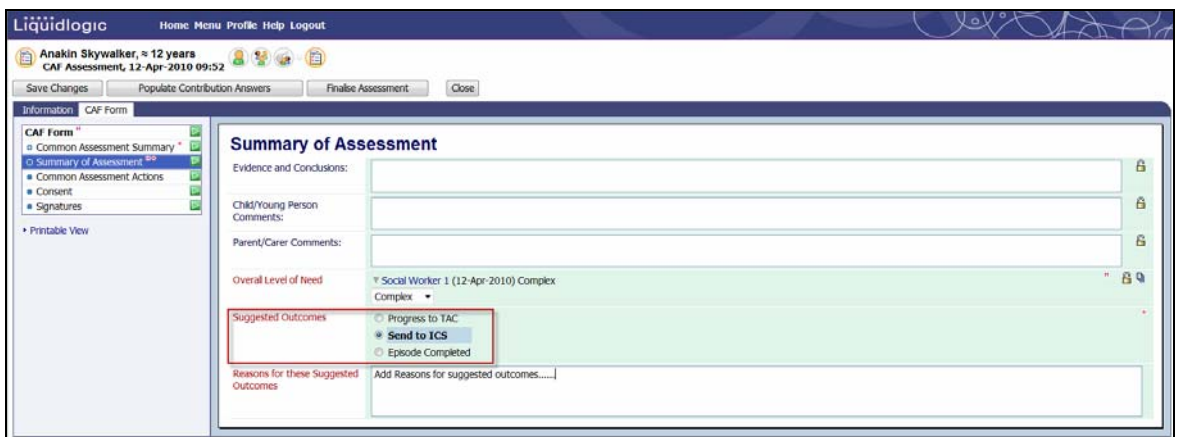 Liquidlogic Home Menu Profile Help Logout
Anakin Skywalker, ≈ 12 years
CAF Assessment, 12-Apr-2010 09:52
Save Changes Populate Contribution Answers Finalise Assessment Close
Information CAF Form
CAF Form
Common Assessment Summary
Summary of Assessment
Common Assessment Actions
Consent
Signatures
Printable View
Summary of Assessment
Evidence and Conclusions:
Child/Young Person
Comments:
Parent/Carer Comments:
Overall Level of Need
Social Worker 1 (12-Apr-2010) Complex
Complex
Suggested Outcomes
Progress to TAC
Send to ICS
Episode Completed
Reasons for these Suggested
Outcomes
Add Reasons for suggested outcomes......